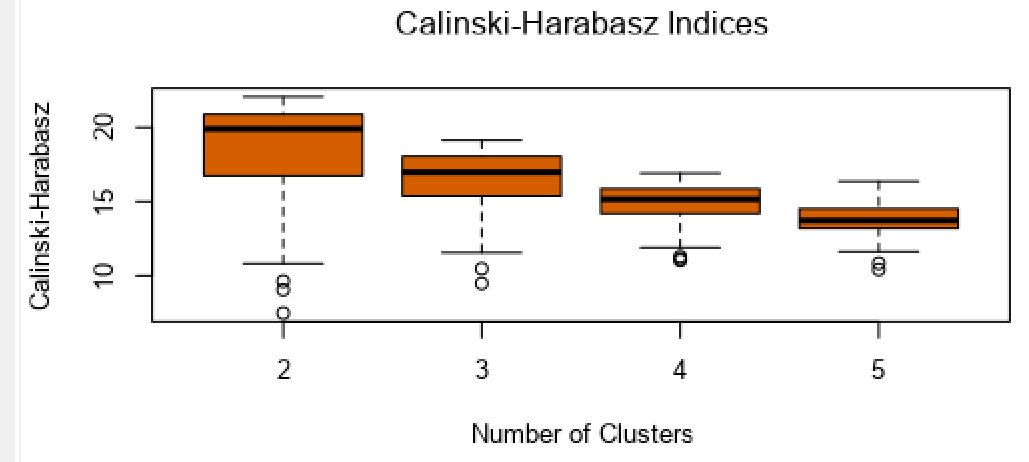 Calinski-Harabasz Indices
Calinski-Harabasz
20
15
10
2 3 4 5
Number of Clusters